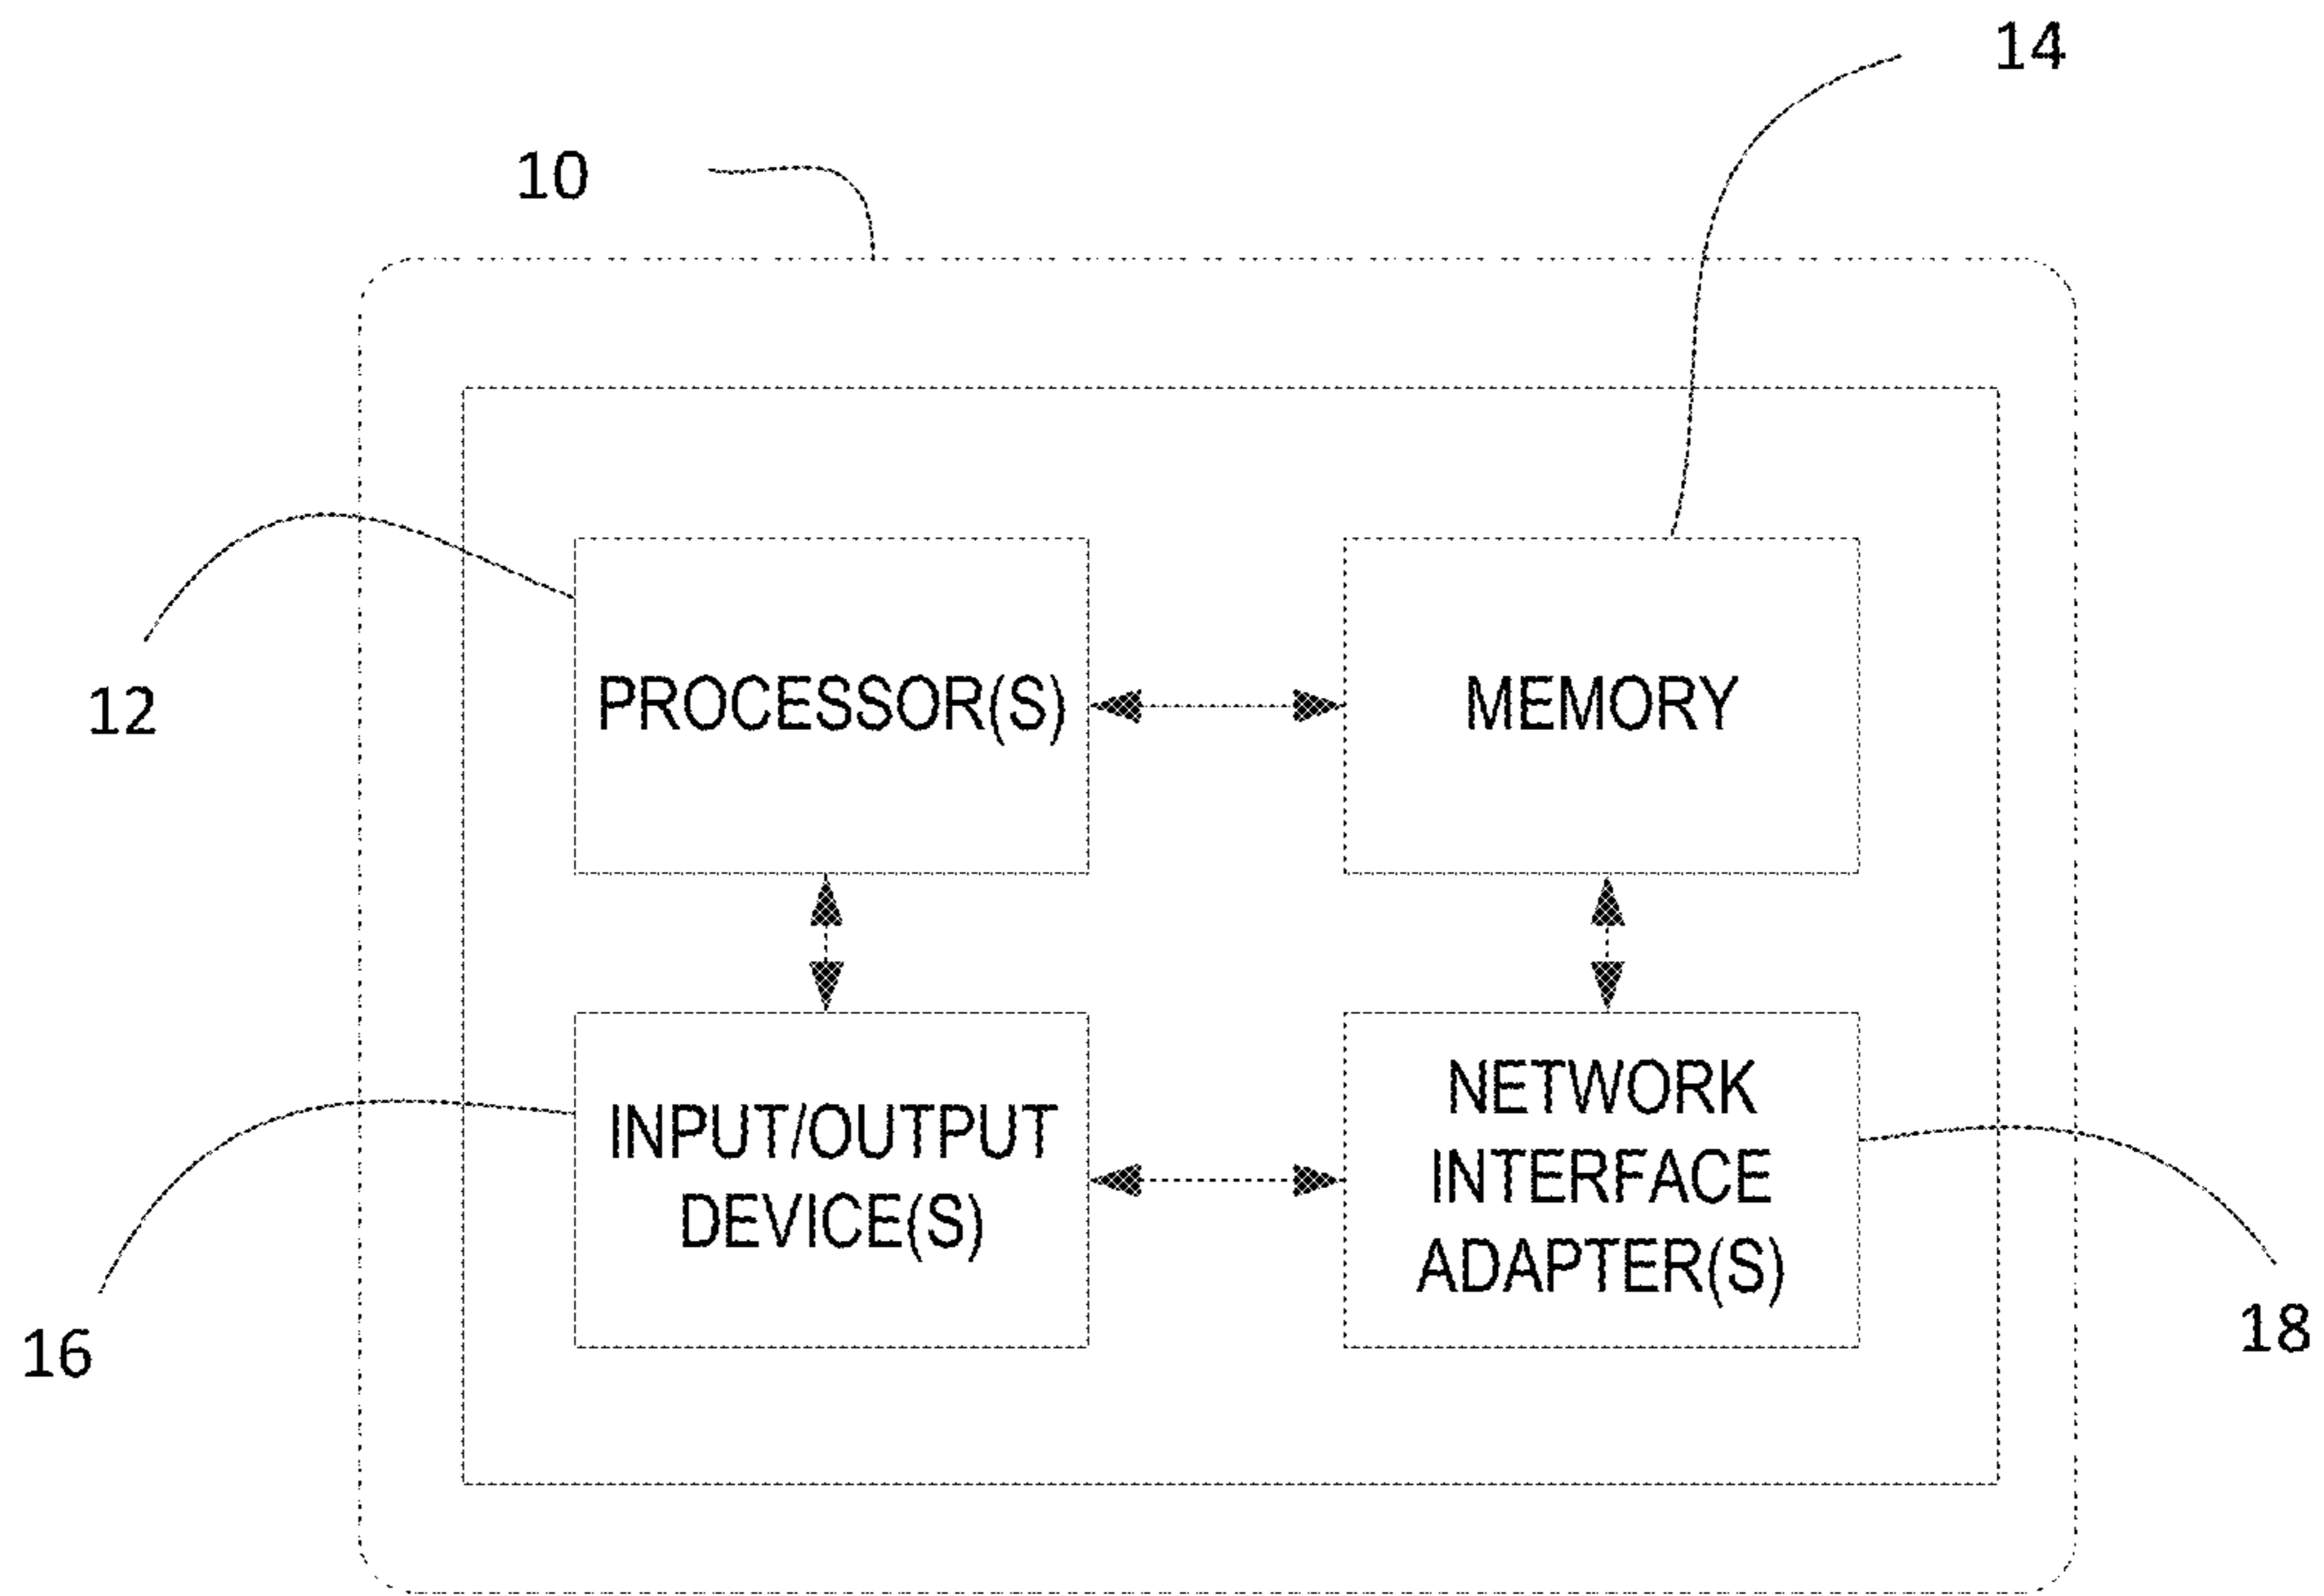 14
10
12
PROCESSOR(S)
MEMORY
16
INPUT/OUTPUT
DEVICE(S)
NETWORK
INTERFACE
ADAPTER(S)
18